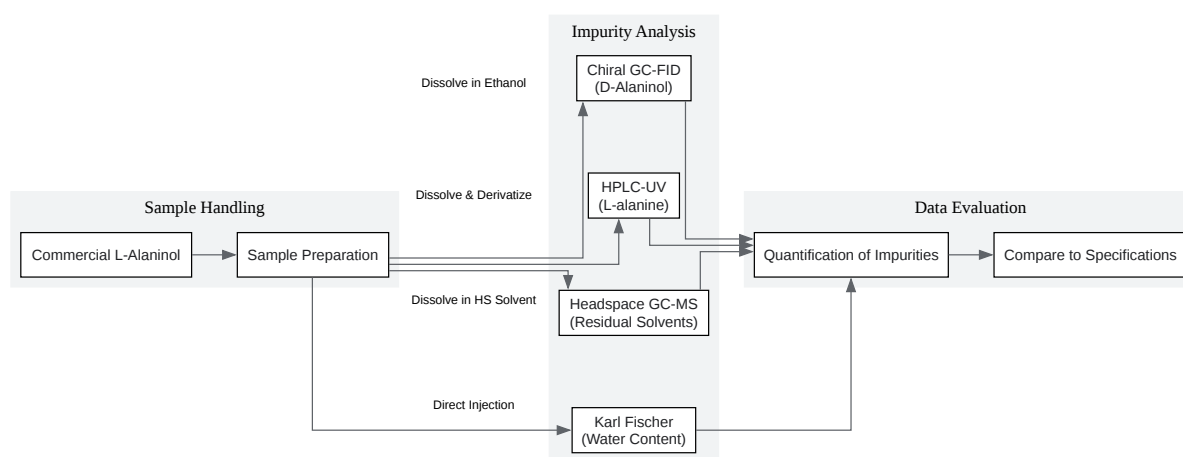 Impurity Analysis
Dissolve in Ethanol
Chiral GC-FID
(D-Alaninol)
Dissolve & Derivatize
HPLC-UV
(L-alanine)
Sample Handling
Commercial L-Alaninol
Sample Preparation
Data Evaluation
Quantification of Impurities
Compare to Specifications
Dissolve in HS Solvent
Headspace GC-MS
(Residual Solvents)
Direct Injection
Karl Fischer
(Water Content)